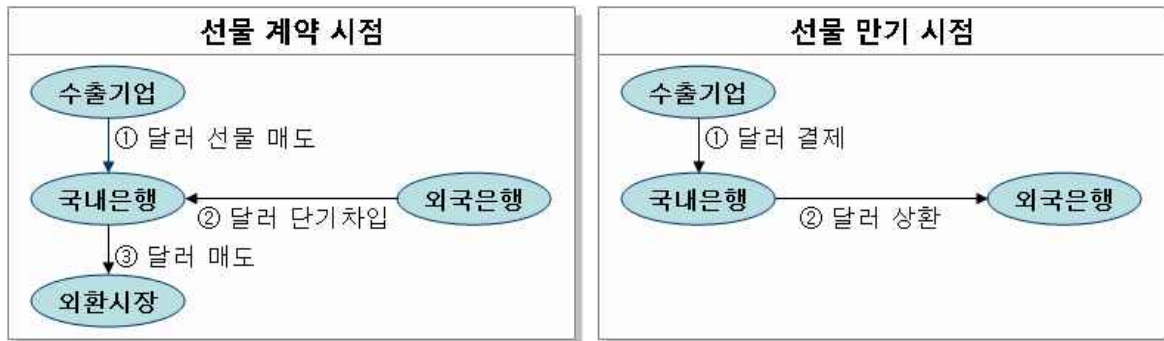 선물 계약 시점
수출기업
① 달러 선물 매도
국내은행
외국은행
② 달러 단기차입
③ 달러 매도
외환시장
선물 만기 시점
수출기업
① 달러 결제
국내은행
외국은행
② 달러 상환